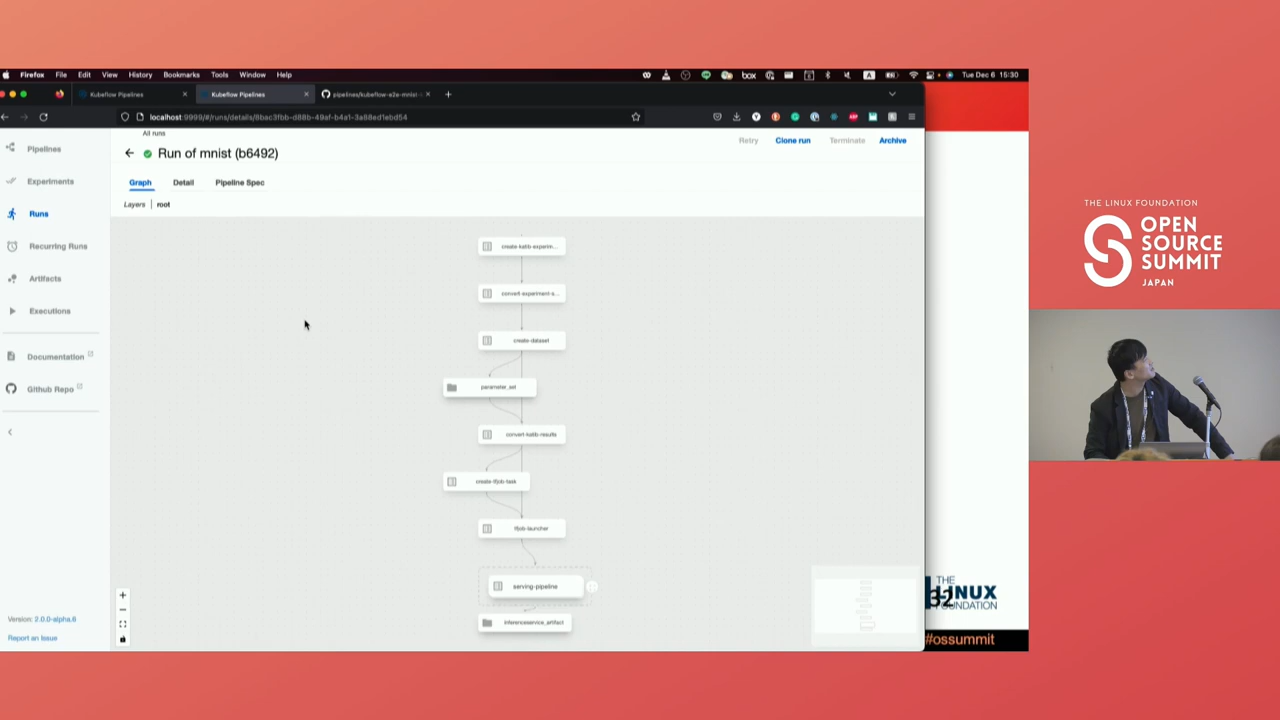 Firefox File Edit View History Bookmarks Tools Window Help
box
A
Tue Dec 6 15:30
Kubeflow Pipelines
Kubeflow Pipelines
pipelines/kubeflow-e2e-mnist-
localhost:9999/#/runs/details/6bac3fbb-d88b-49af-b4a1-3a68ed1ebd54
Pipelines
Experiments
Runs
Recurring Runs
Artifacts
Executions
Documentation
Github Repo
Version: 2.0.0-alpha.6
Report an Issue
All runs
Run of mnist (b6492)
Retry
Clone run
Terminate
Archive
Graph
Detail
Pipeline Spec
Layers
root
create-katib-experim...
convert-experiment-s...
create-dataset
parameter_set
convert-katib-results
create-tfjob-task
tfjob-launcher
serving-pipeline
inferenceservice_artifact
THE
LINUX
FOUNDATION
32
#ossummit
THE LINUX FOUNDATION
OPEN
SOURCE
SUMMIT
JAPAN